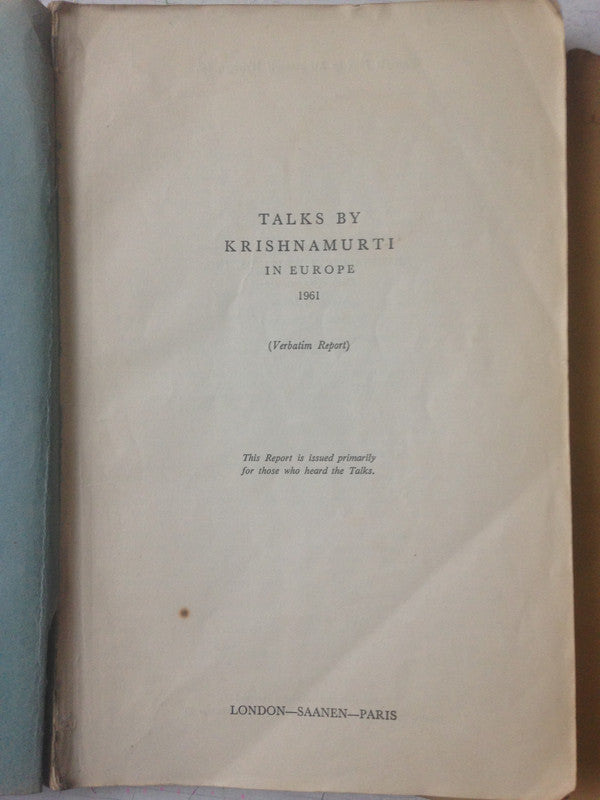 TALKS BY
KRISHNAMURTI
IN EUROPE
1961
(Verbatim Report)
This Report is issued primarily
for those who heard the Talks.
LONDON—SAANEN—PARIS